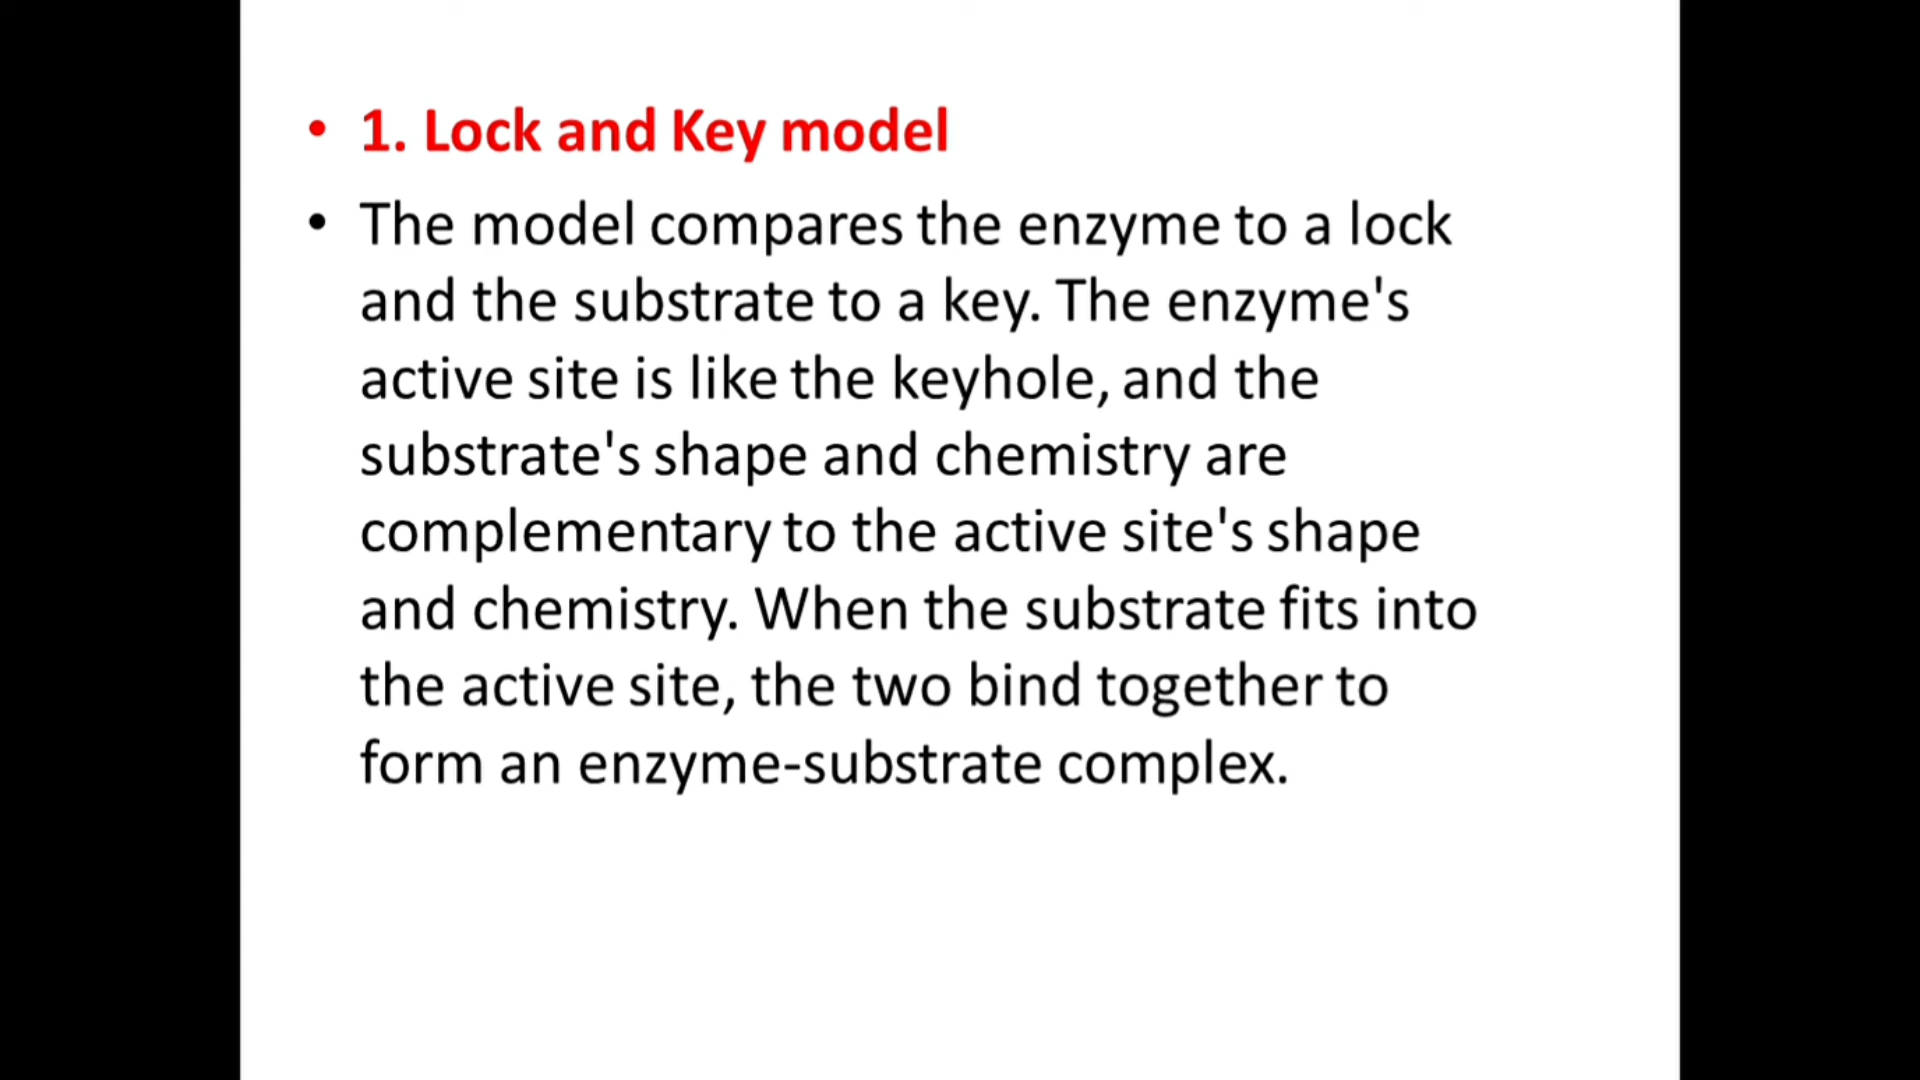 • 1. Lock and Key model
• The model compares the enzyme to a lock
and the substrate to a key. The enzyme's
active site is like the keyhole, and the
substrate's shape and chemistry are
complementary to the active site's shape
and chemistry. When the substrate fits into
the active site, the two bind together to
form an enzyme-substrate complex.